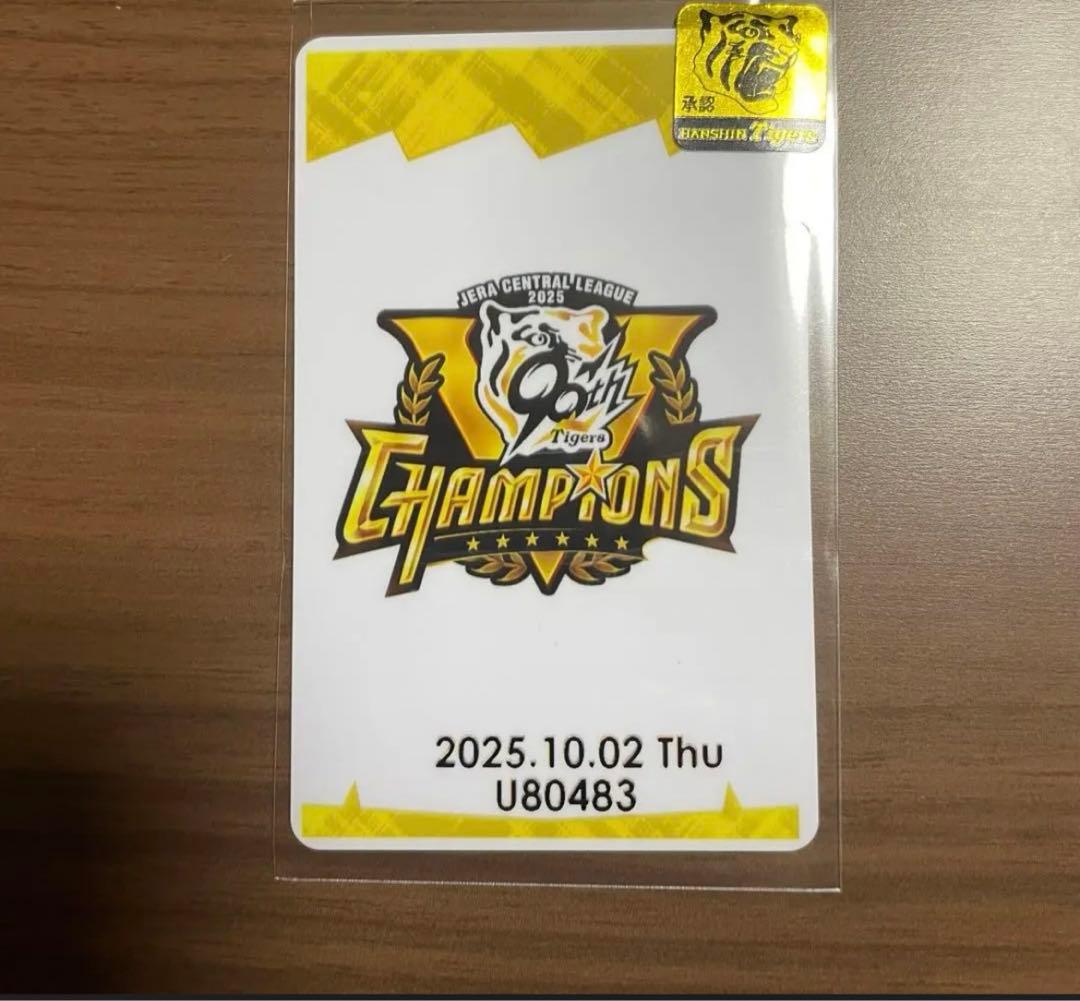 承認
HANSHIN Tigers
JERA CENTRAL LEAGUE
2025
90th
Tigers
CHAMPIONS
2025.10.02 Thu
U80483